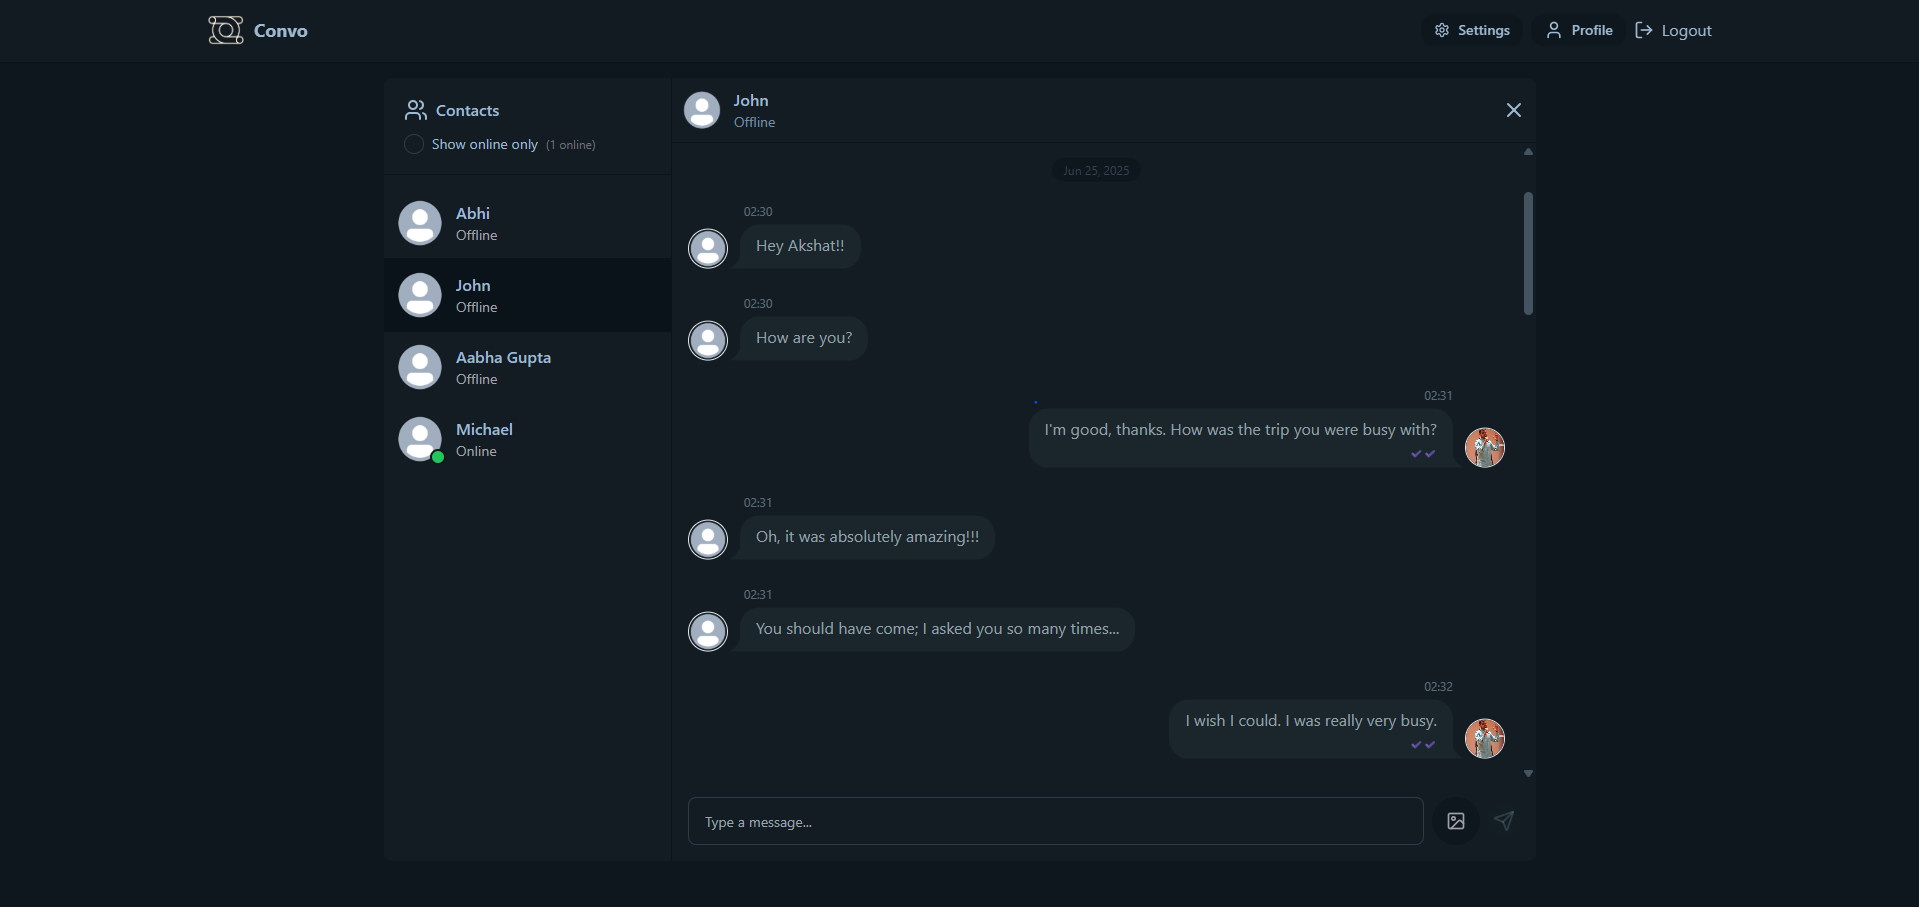 Convo
Settings
Profile
Logout
Contacts
Show online only (1 online)
Abhi
Offline
John
Offline
Aabha Gupta
Offline
Michael
Online
John
Offline
Jun 25, 2025
02:30
Hey Akshat!!
02:30
How are you?
02:31
I'm good, thanks. How was the trip you were busy with?
02:31
Oh, it was absolutely amazing!!!
02:31
You should have come; I asked you so many times...
02:32
I wish I could. I was really very busy.
Type a message...